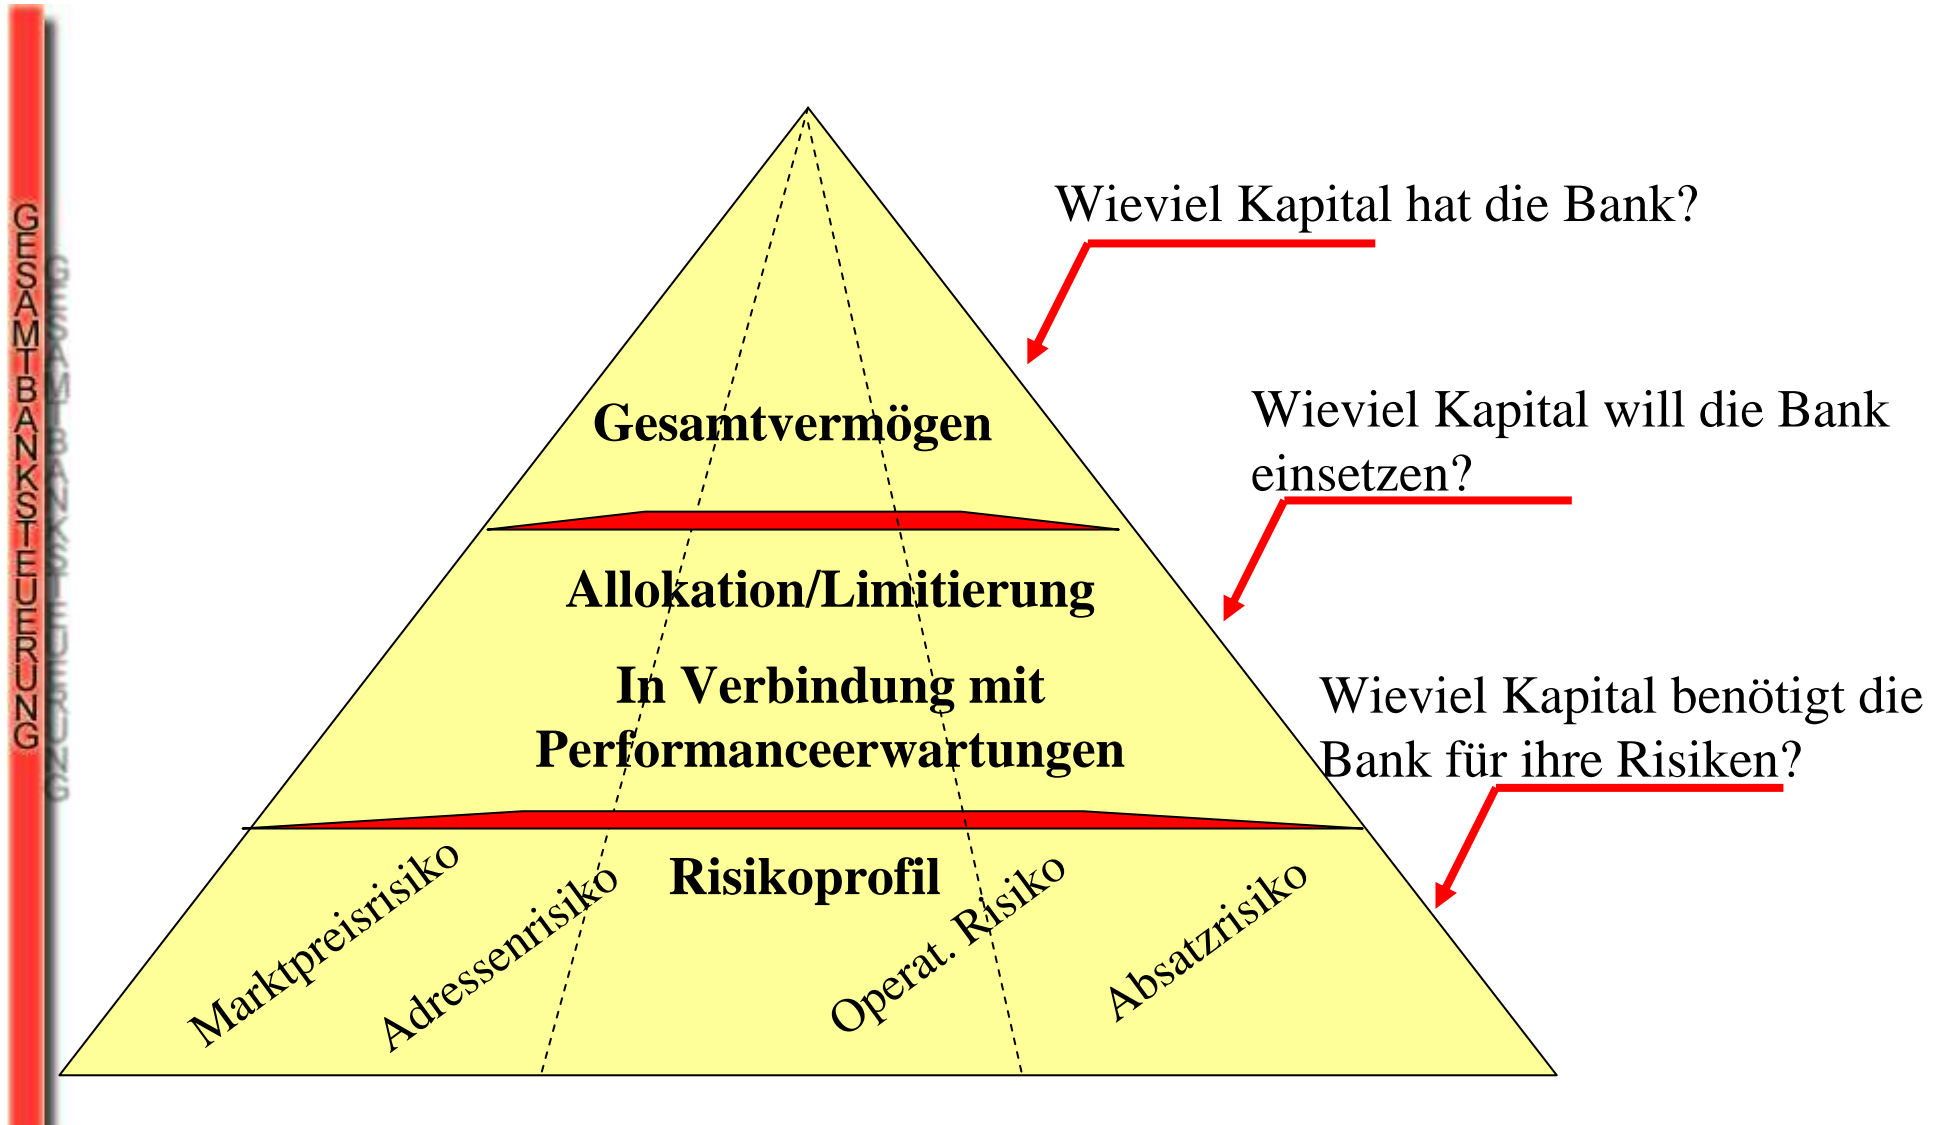 GESAMTBANKSTEUERUNG
GESAMTBANKSTEUERUNG
Wieviel Kapital hat die Bank?
Wieviel Kapital will die Bank
einsetzen?
Gesamtvermögen
Allokation/Limitierung
In Verbindung mit
Performanceerwartungen
Wieviel Kapital benötigt die
Bank für ihre Risiken?
Risikoprofil
Marktpreisrisiko
Adressenrisiko
Operat. Risiko
Absatzrisiko